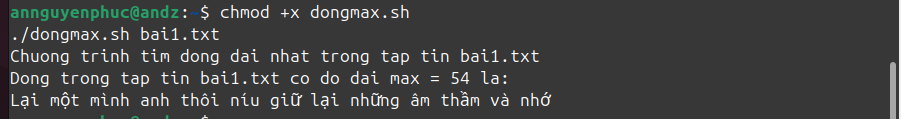 annguyenphuc@andz:~$ chmod +x dongmax.sh
./dongmax.sh bai1.txt
Chuong trinh tim dong dai nhat trong tap tin bai1.txt
Dong trong tap tin bai1.txt co do dai max = 54 la:
Lại một mình anh thôi níu giữ lại những âm thầm và nhớ